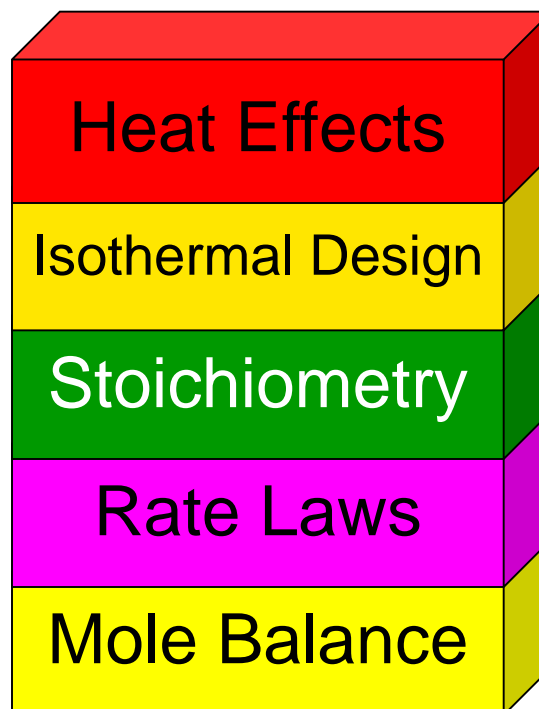 Heat Effects
Isothermal Design
Stoichiometry
Rate Laws
Mole Balance